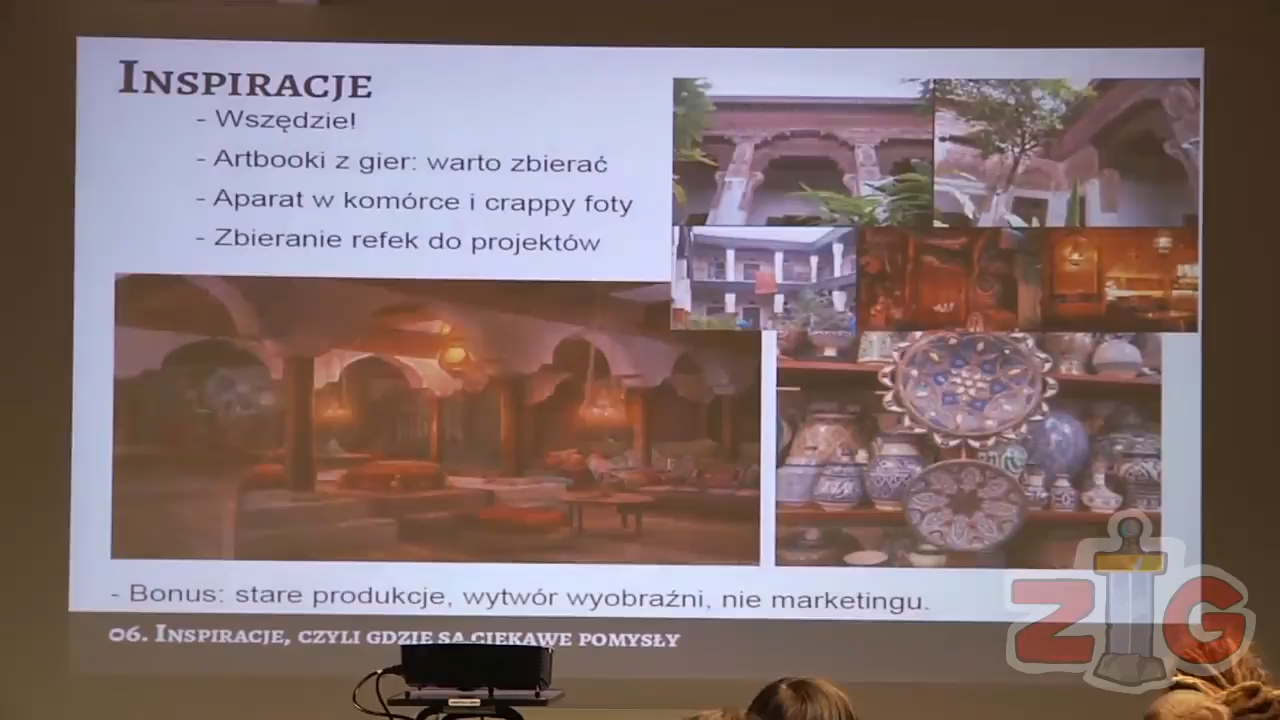 Inspiracje
- Wszędzie!
- Artbooki z gier: warto zbierać
- Aparat w komórce i crappy foty
- Zbieranie refek do projektów
- Bonus: stare produkcje, wytwór wyobraźni, nie marketingu.
06. Inspiracje, czyli gdzie są ciekawe pomysły
ZIG